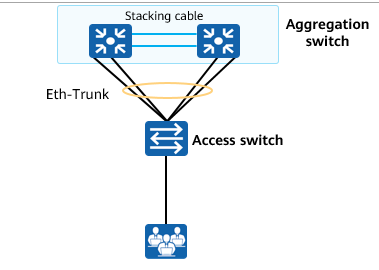 Stacking cable
Aggregation
switch
Eth-Trunk
Access switch